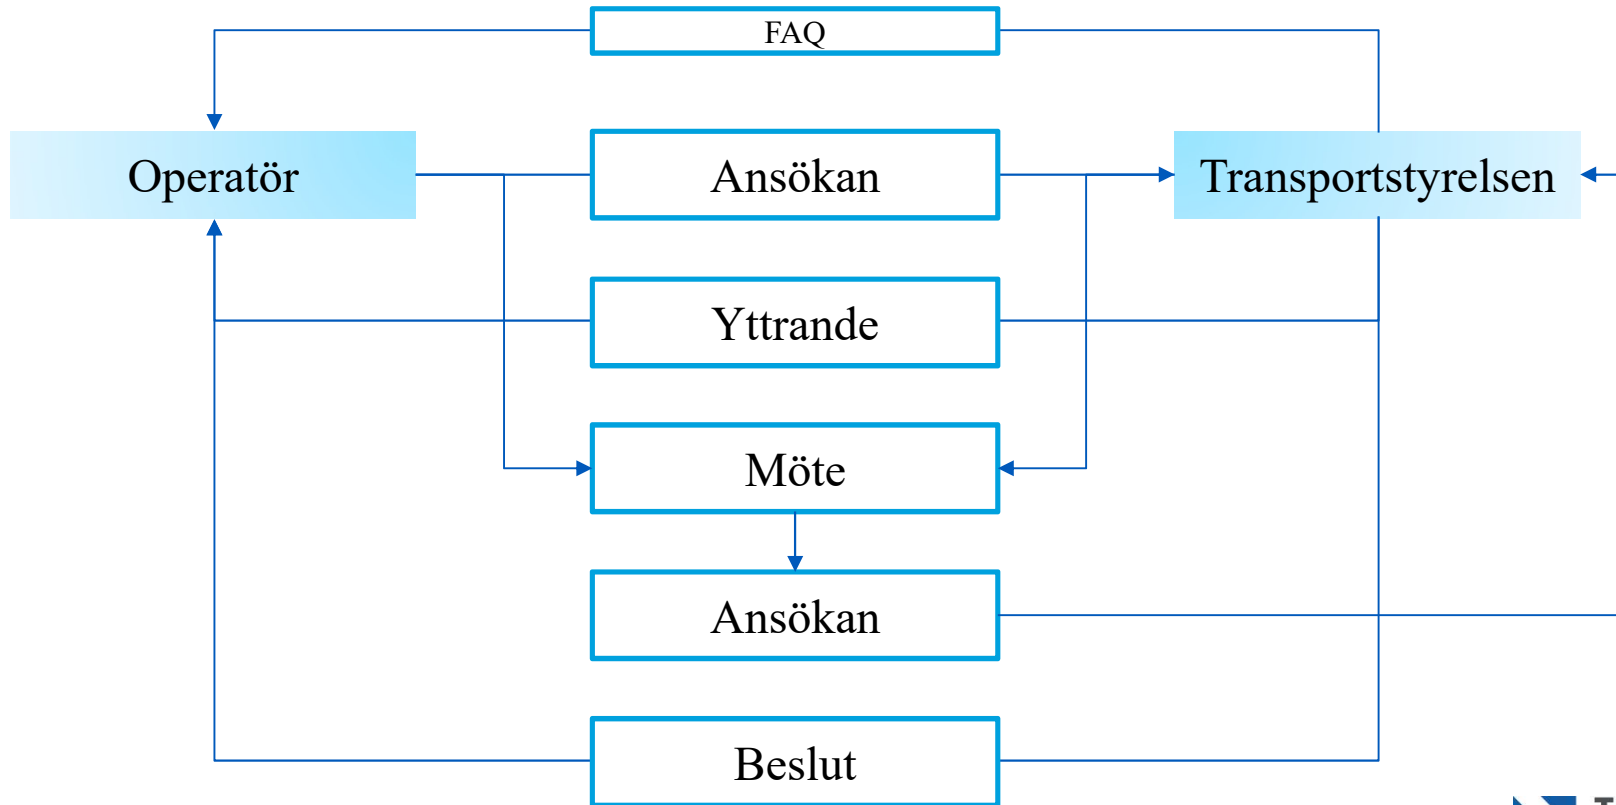 FAQ
Operatör
Ansökan
Transportstyrelsen
Yttrande
Möte
Ansökan
Beslut